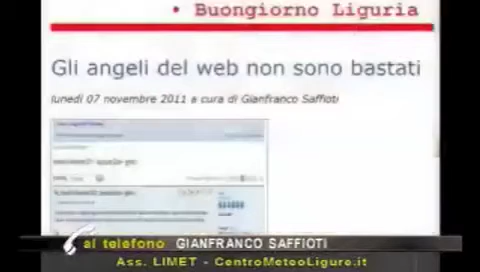 • Buongiorno Liguria
Gli angeli del web non sono bastati
lunedì 07 novembre 2011 a cura di Gianfranco Saffioti
al telefono GIANFRANCO SAFFIOTI
Ass. LIMET - CentroMeteoLigure.it